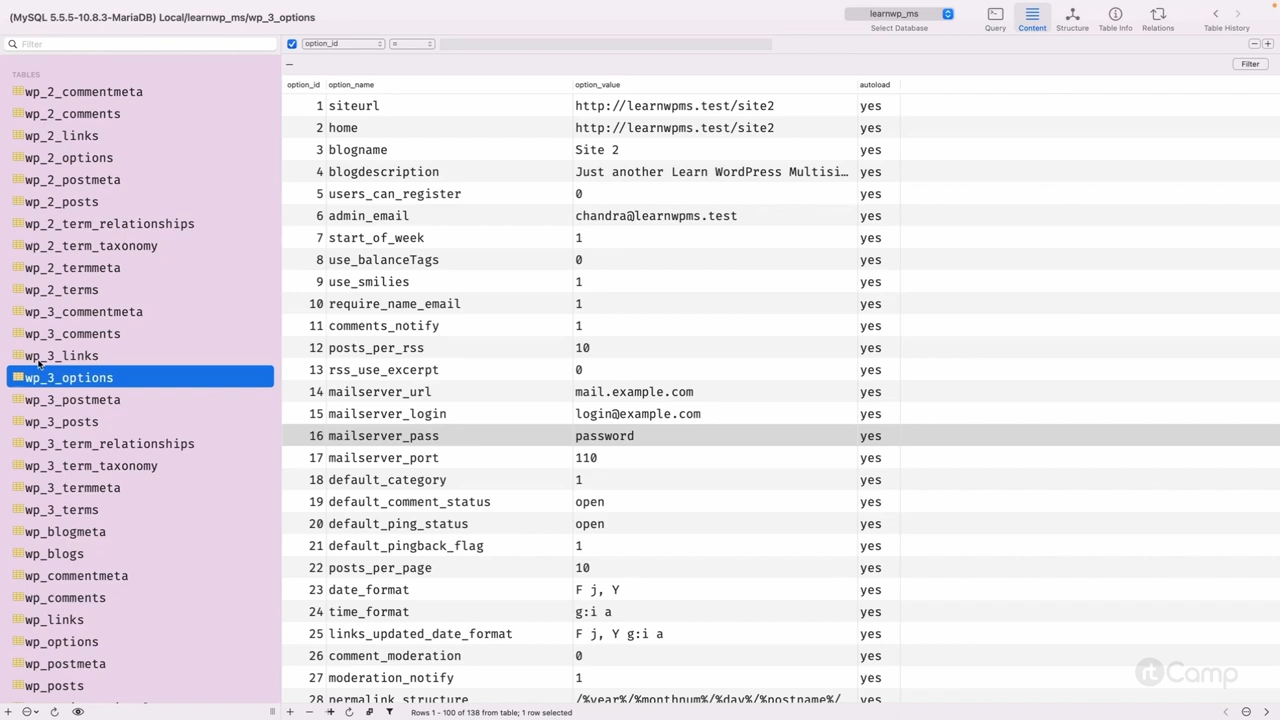 (MySQL 5.5.5-10.8.3-MariaDB) Local/learnwp_ms/wp_3_options
learnwp_ms
Select Database
Query
Content
Structure
Table Info
Relations
Table History
Filter
option_id
=
Filter
TABLES
wp_2_commentmeta
wp_2_comments
wp_2_links
wp_2_options
wp_2_postmeta
wp_2_posts
wp_2_term_relationships
wp_2_term_taxonomy
wp_2_termmeta
wp_2_terms
wp_3_commentmeta
wp_3_comments
wp_3_links
wp_3_options
wp_3_postmeta
wp_3_posts
wp_3_term_relationships
wp_3_term_taxonomy
wp_3_termmeta
wp_3_terms
wp_blogmeta
wp_blogs
wp_commentmeta
wp_comments
wp_links
wp_options
wp_postmeta
wp_posts
option_id option_name option_value autoload
1 siteurl http://learnwpms.test/site2 yes
2 home http://learnwpms.test/site2 yes
3 blogname Site 2 yes
4 blogdescription Just another Learn WordPress Multisi… yes
5 users_can_register 0 yes
6 admin_email chandra@learnwpms.test yes
7 start_of_week 1 yes
8 use_balanceTags 0 yes
9 use_smilies 1 yes
10 require_name_email 1 yes
11 comments_notify 1 yes
12 posts_per_rss 10 yes
13 rss_use_excerpt 0 yes
14 mailserver_url mail.example.com yes
15 mailserver_login login@example.com yes
16 mailserver_pass password yes
17 mailserver_port 110 yes
18 default_category 1 yes
19 default_comment_status open yes
20 default_ping_status open yes
21 default_pingback_flag 1 yes
22 posts_per_page 10 yes
23 date_format F j, Y yes
24 time_format g:i a yes
25 links_updated_date_format F j, Y g:i a yes
26 comment_moderation 0 yes
27 moderation_notify 1 yes
28 permalink_structure /%year%/%monthnum%/%day%/%postname%/ yes
Rows 1 - 100 of 138 from table; 1 row selected
rtCamp